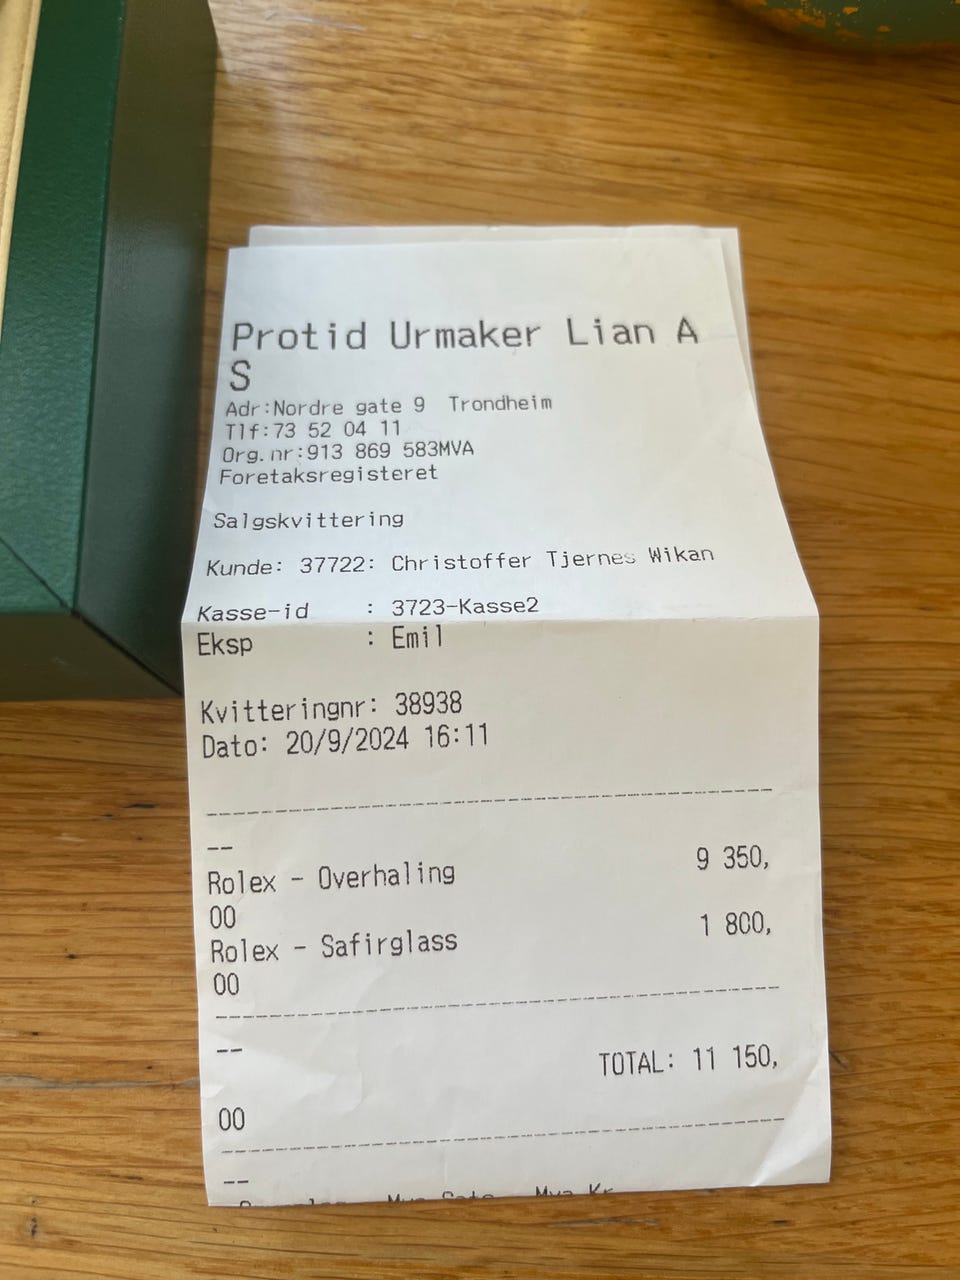 Protid Urmaker Lian A
S
Adr:Nordre gate 9 Trondheim
Tlf:73 52 04 11
Org.nr:913 869 583MVA
Foretaksregisteret
Salgskvittering
Kunde: 37722: Christoffer Tjernes Wikan
Kasse-id : 3723-Kasse2
Eksp : Emil
Kvitteringnr: 38938
Dato: 20/9/2024 16:11
--
Rolex - Overhaling 9 350,
00
Rolex - Safirglass 1 800,
00
--
TOTAL: 11 150,
00
--
Mva Kr